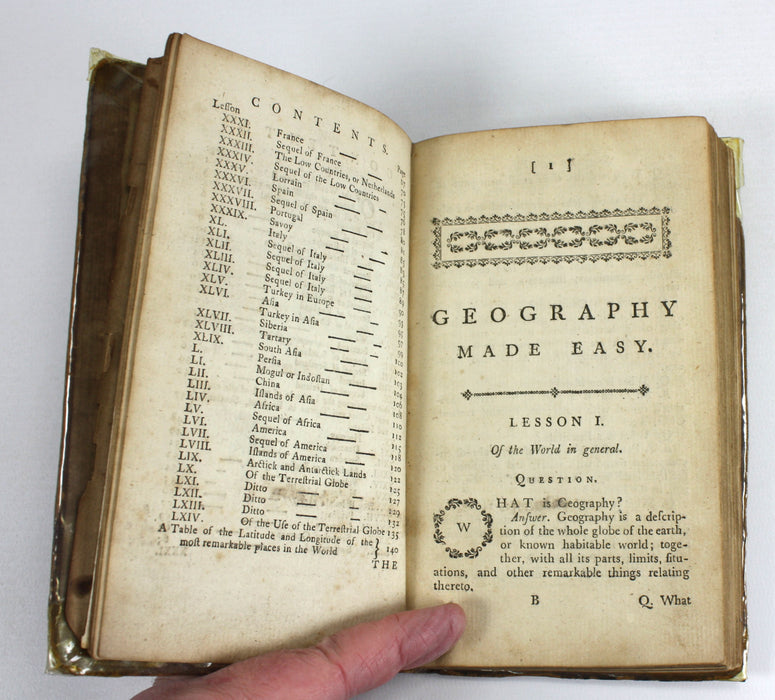 CONTENTS.
Leſſon Page
XXXI. France
XXXII. Sequel of France
XXXIII. The Low Countries, or Netherlands
XXXIV. Sequel of the Low Countries
XXXV. Lorrain
XXXVI. Spain
XXXVII. Sequel of Spain
XXXVIII. Portugal
XXXIX. Savoy
XL. Italy
XLI. Sequel of Italy
XLII. Sequel of Italy
XLIII. Sequel of Italy
XLIV. Sequel of Italy
XLV. Turkey in Europe
XLVI. Aſia
XLVII. Turkey in Aſia
XLVIII. Siberia
XLIX. Tartary
L. South Aſia
LI. Perſia
LII. Mogul or Indoſtan
LIII. China
LIV. Iſlands of Aſia
LV. Africa
LVI. Sequel of Africa
LVII. America
LVIII. Sequel of America 118
LIX. Iſlands of America 120
LX. Arctick and Antarctick Lands 122
LXI. Of the Terreſtrial Globe 125
LXII. Ditto — — 127
LXIII. Ditto — — 229
LXIV. Ditto — — 132
Of the Uſe of the Terreſtrial Globe 135
A Table of the Latitude and Longitude of the
moſt remarkable places in the World } 140
THE
[ 1 ]
GEOGRAPHY
MADE EASY.
LESSON I.
Of the World in general.
QUESTION.
WHAT is Geography?
Anſwer. Geography is a deſcrip-
tion of the whole globe of the earth,
or known habitable world; toge-
ther, with all its parts, limits, ſitu-
ations, and other remarkable things relating
thereto.
B Q. What